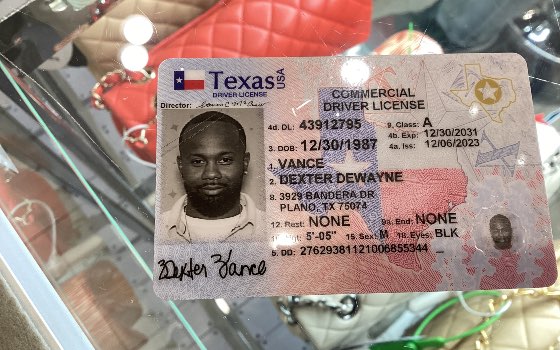 Texas USA
DRIVER LICENSE
COMMERCIAL
DRIVER LICENSE
Director:
4d. DL: 43912795 9. Class: A
4b. Exp: 12/30/2031
3. DOB: 12/30/1987 4a. Iss: 12/06/2023
1. VANCE
2. DEXTER DEWAYNE
8. 3929 BANDERA DR
PLANO, TX 75074
12. Rest: NONE 9a. End: NONE
5'-05" 15. Sex: M 18. Eyes: BLK
5. DD: 27629381121006855344
Dexter Vance